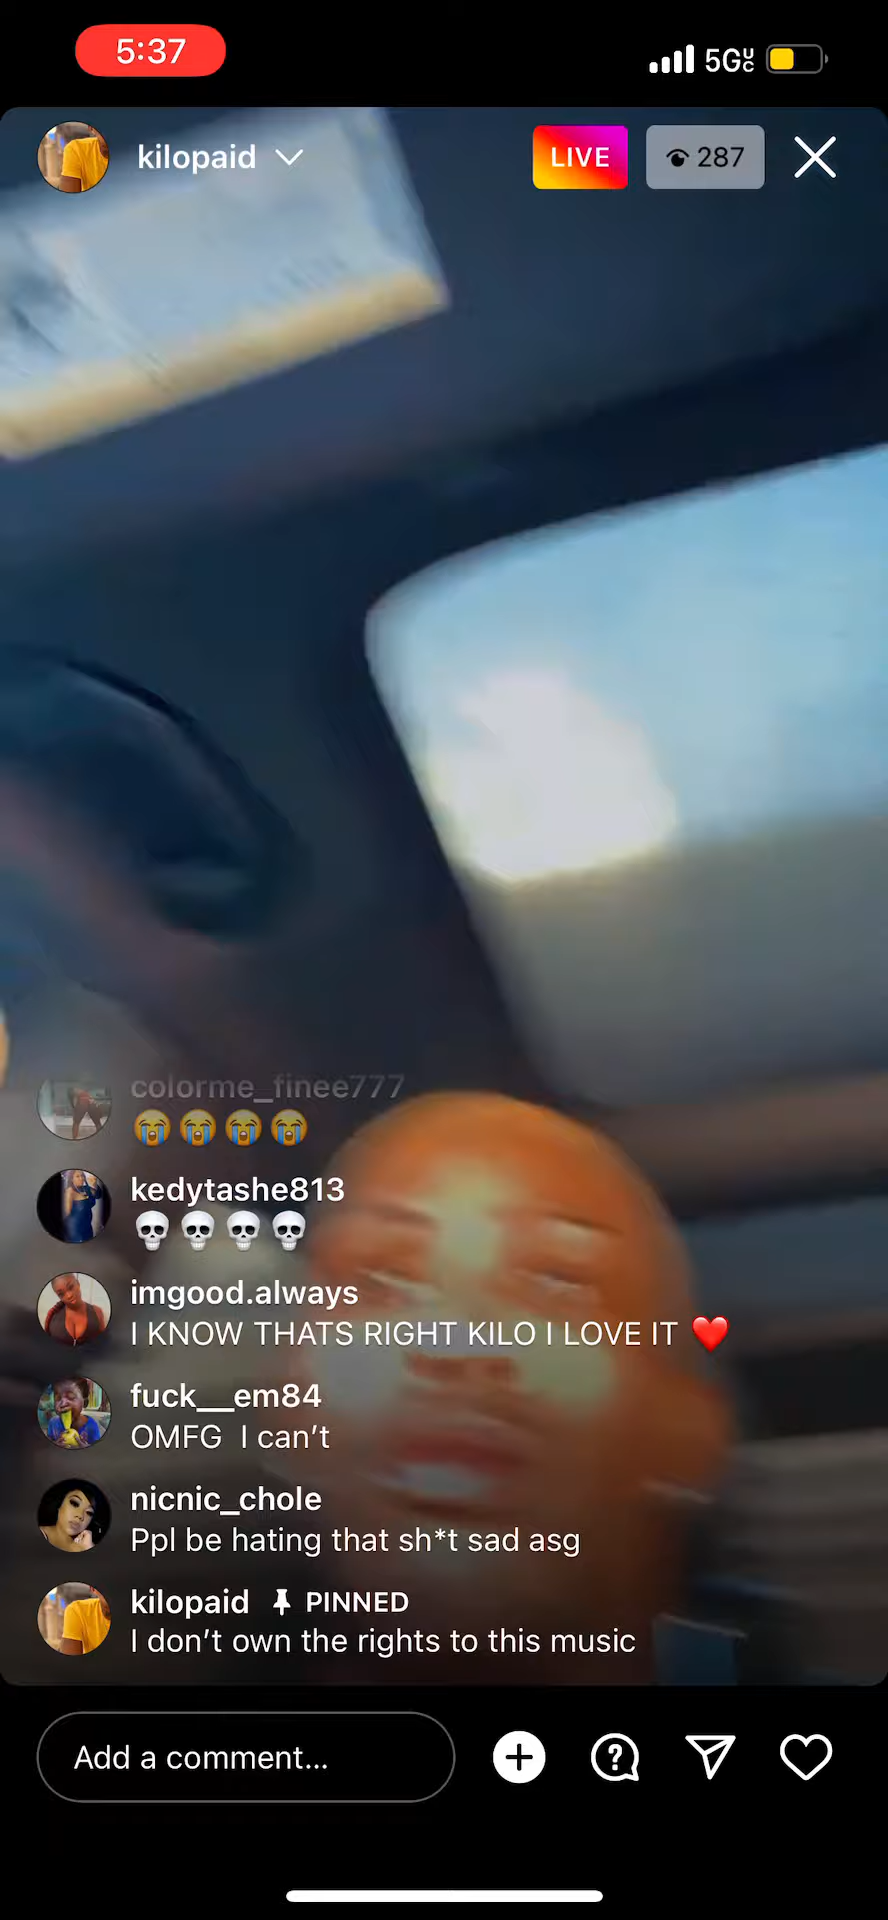 5:37
5GUC
kilopaid
LIVE
287
colorme_finee777
😭😭😭😭
kedytashe813
💀💀💀💀
imgood.always
I KNOW THATS RIGHT KILO I LOVE IT ❤️
fuck__em84
OMFG  I can’t
nicnic_chole
Ppl be hating that sh*t sad asg
kilopaid PINNED
I don’t own the rights to this music
Add a comment...